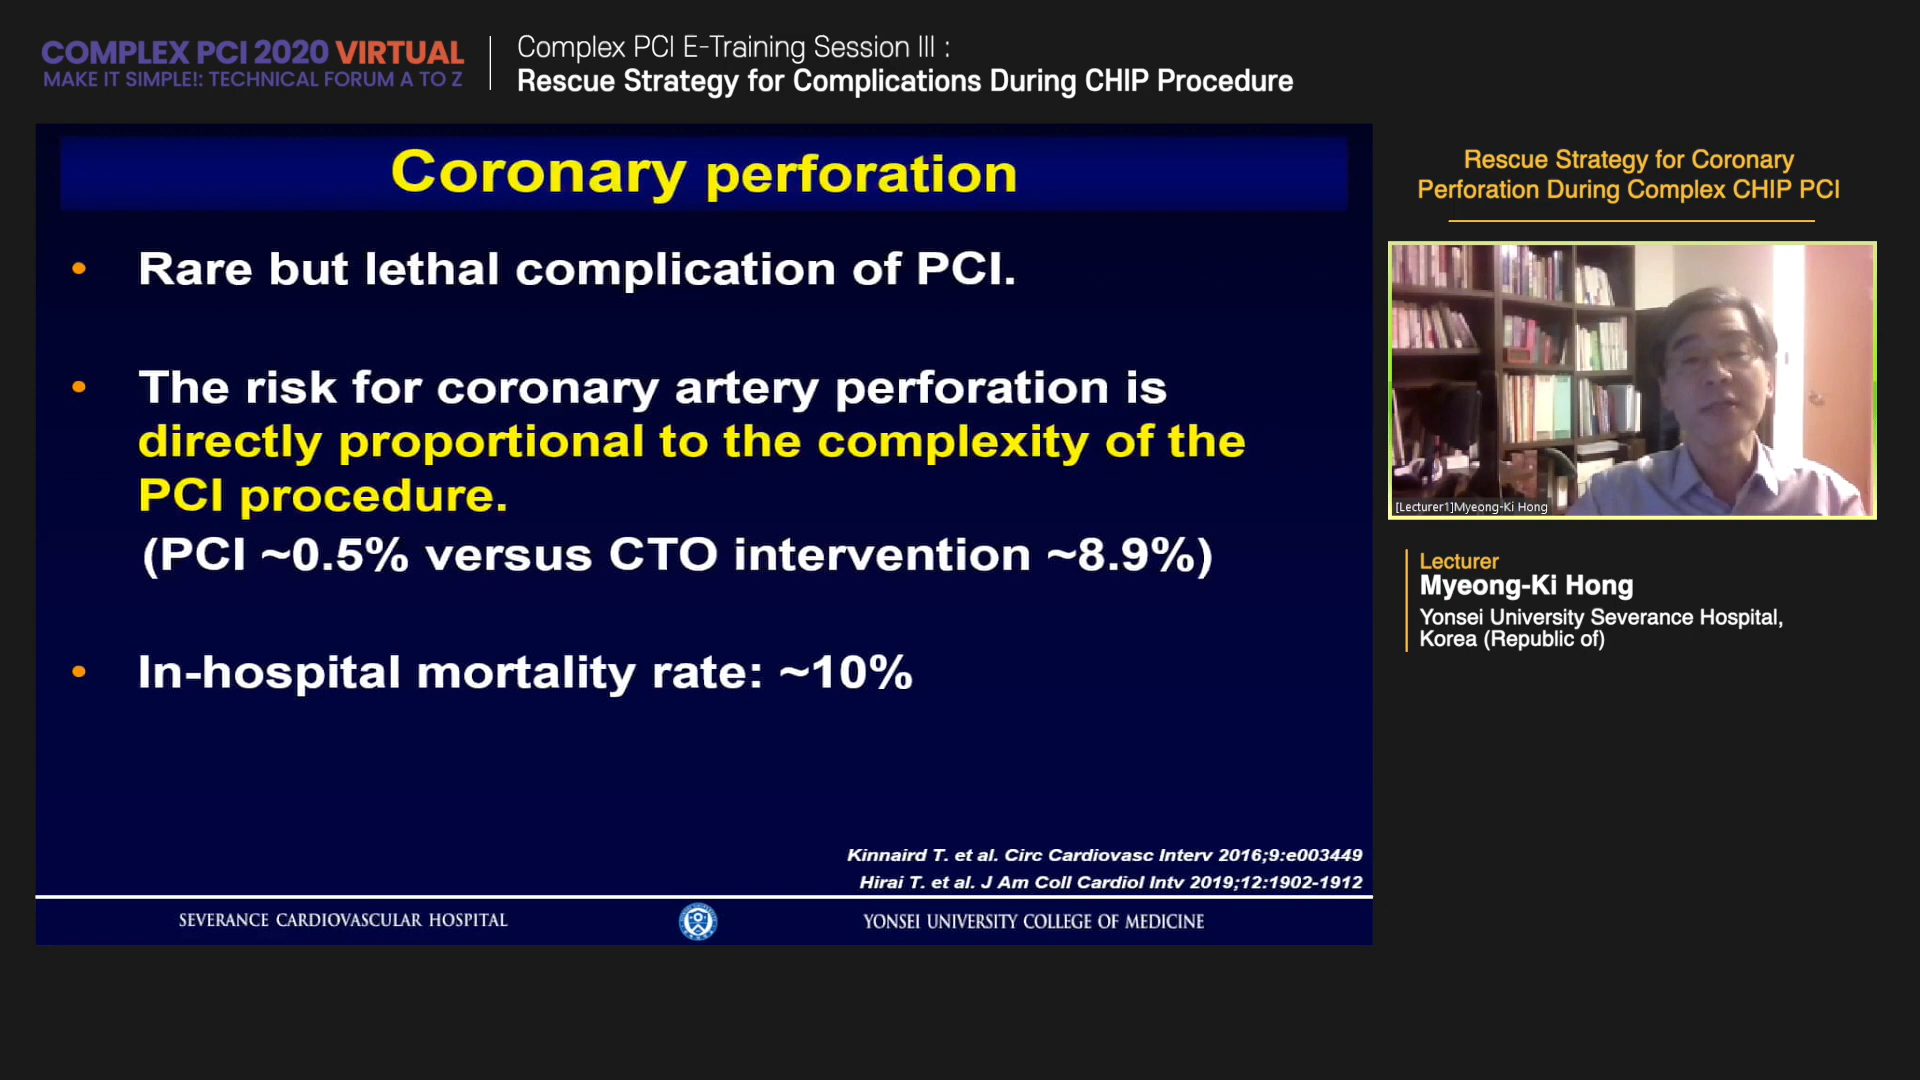 COMPLEX PCI 2020 VIRTUAL
MAKE IT SIMPLE!: TECHNICAL FORUM A TO Z
Complex PCI E-Training Session III :
Rescue Strategy for Complications During CHIP Procedure
Coronary perforation
• Rare but lethal complication of PCI.
• The risk for coronary artery perforation is
directly proportional to the complexity of the
PCI procedure.
(PCI ~0.5% versus CTO intervention ~8.9%)
• In-hospital mortality rate: ~10%
Kinnaird T. et al. Circ Cardiovasc Interv 2016;9:e003449
Hirai T. et al. J Am Coll Cardiol Intv 2019;12:1902-1912
SEVERANCE CARDIOVASCULAR HOSPITAL
YONSEI UNIVERSITY COLLEGE OF MEDICINE
Rescue Strategy for Coronary
Perforation During Complex CHIP PCI
[Lecturer1]Myeong-Ki Hong
Lecturer
Myeong-Ki Hong
Yonsei University Severance Hospital,
Korea (Republic of)